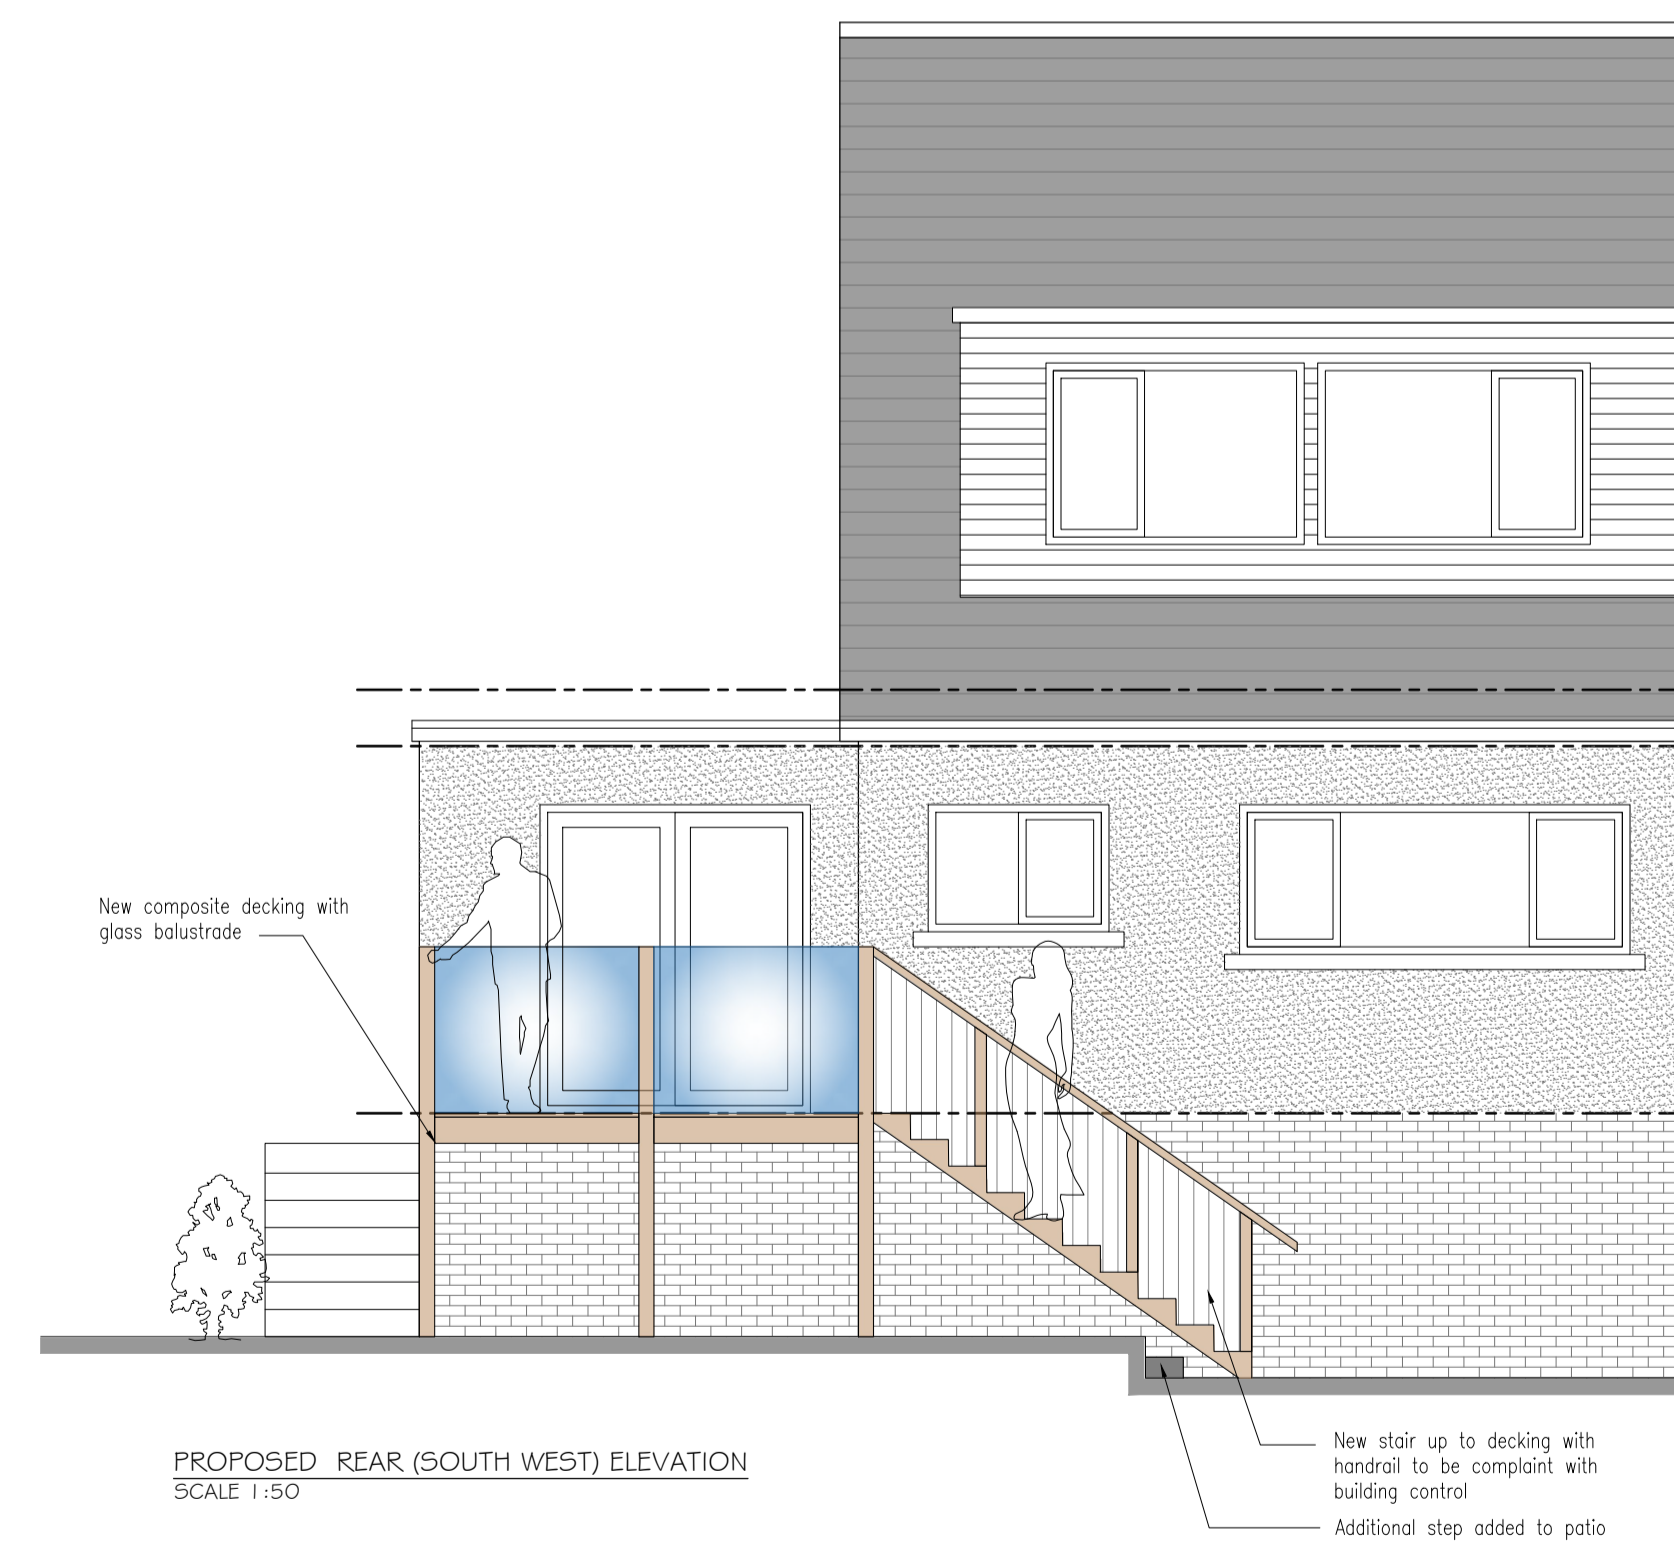 New composite decking with
glass balustrade
PROPOSED REAR (SOUTH WEST) ELEVATION
SCALE 1:50
New stair up to decking with
handrail to be complaint with
building control
Additional step added to patio